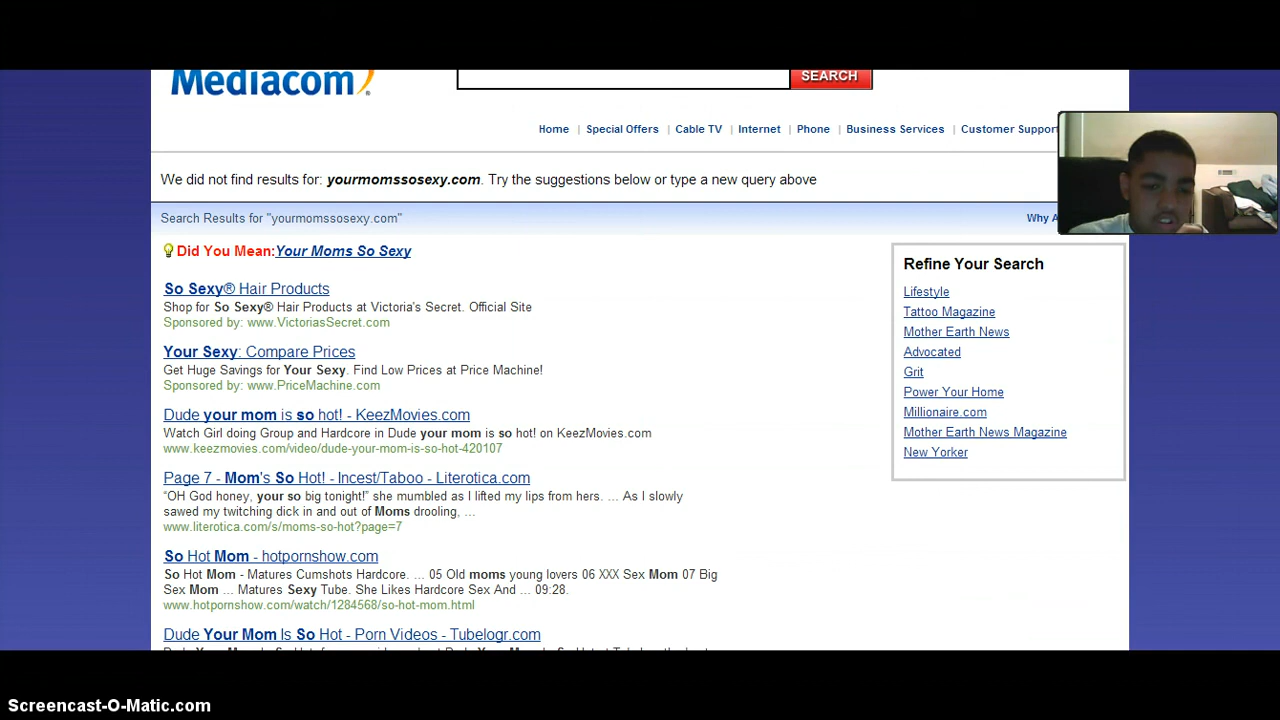 Mediacom
SEARCH
Home | Special Offers | Cable TV | Internet | Phone | Business Services | Customer Support
We did not find results for: yourmomssosexy.com. Try the suggestions below or type a new query above
Search Results for "yourmomssosexy.com"
Why A
Did You Mean: Your Moms So Sexy
So Sexy® Hair Products
Shop for So Sexy® Hair Products at Victoria's Secret. Official Site
Sponsored by: www.VictoriasSecret.com
Your Sexy: Compare Prices
Get Huge Savings for Your Sexy. Find Low Prices at Price Machine!
Sponsored by: www.PriceMachine.com
Dude your mom is so hot! - KeezMovies.com
Watch Girl doing Group and Hardcore in Dude your mom is so hot! on KeezMovies.com
www.keezmovies.com/video/dude-your-mom-is-so-hot-420107
Page 7 - Mom's So Hot! - Incest/Taboo - Literotica.com
“OH God honey, your so big tonight!” she mumbled as I lifted my lips from hers. ... As I slowly
sawed my twitching dick in and out of Moms drooling, ...
www.literotica.com/s/moms-so-hot?page=7
So Hot Mom - hotpornshow.com
So Hot Mom - Matures Cumshots Hardcore. ... 05 Old moms young lovers 06 XXX Sex Mom 07 Big
Sex Mom ... Matures Sexy Tube. She Likes Hardcore Sex And ... 09:28.
www.hotpornshow.com/watch/1284568/so-hot-mom.html
Dude Your Mom Is So Hot - Porn Videos - Tubelogr.com
Refine Your Search
Lifestyle
Tattoo Magazine
Mother Earth News
Advocated
Grit
Power Your Home
Millionaire.com
Mother Earth News Magazine
New Yorker
Screencast-O-Matic.com